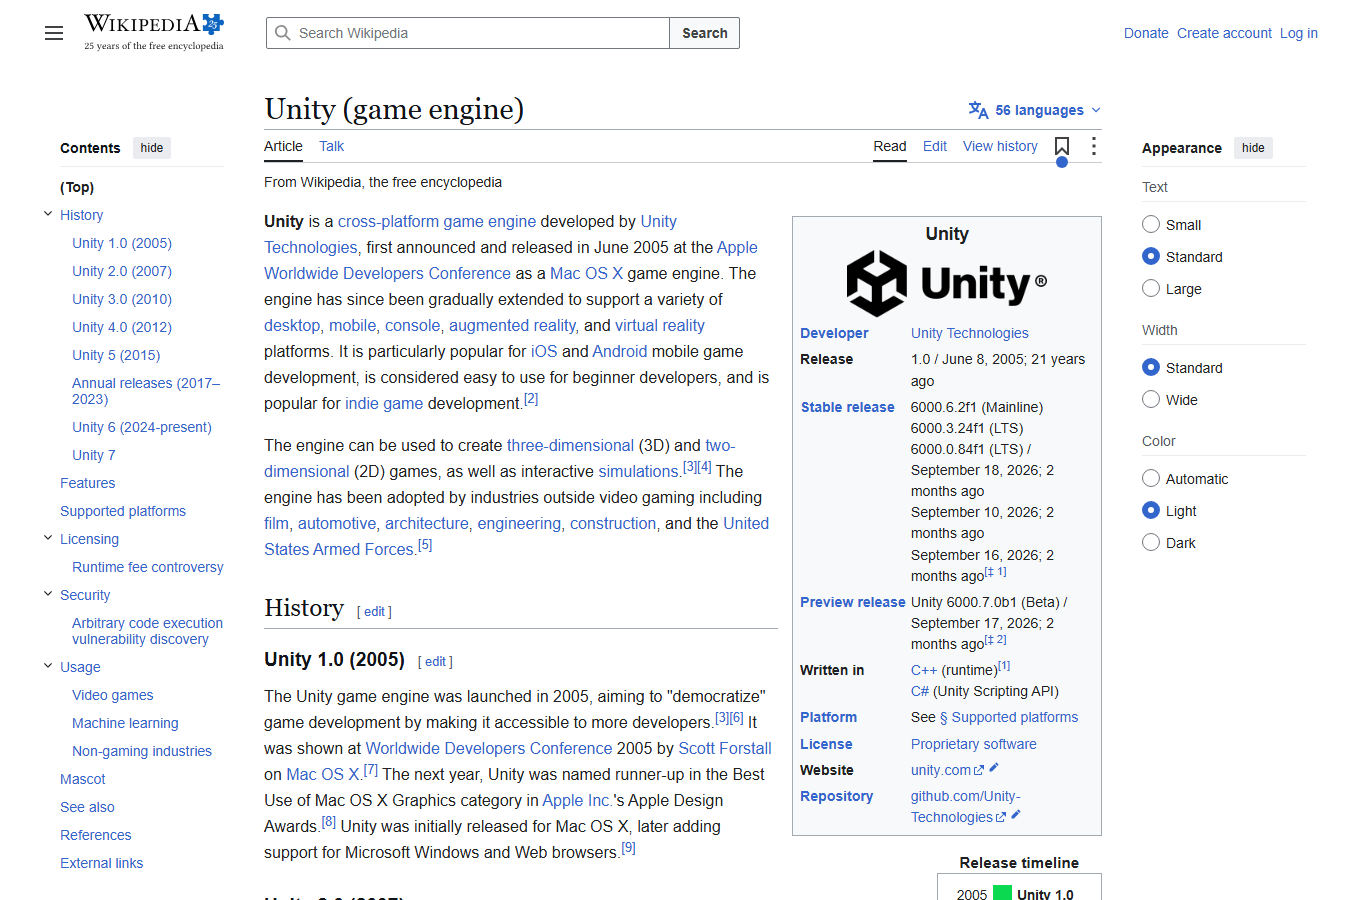 WIKIPEDIA 25
25 years of the free encyclopedia
Search Wikipedia
Search
Donate Create account Log in
Contents hide
(Top)
History
Unity 1.0 (2005)
Unity 2.0 (2007)
Unity 3.0 (2010)
Unity 4.0 (2012)
Unity 5 (2015)
Annual releases (2017–
2023)
Unity 6 (2024-present)
Unity 7
Features
Supported platforms
Licensing
Runtime fee controversy
Security
Arbitrary code execution
vulnerability discovery
Usage
Video games
Machine learning
Non-gaming industries
Mascot
See also
References
External links
Unity (game engine)
56 languages
Article Talk
Read Edit View history
From Wikipedia, the free encyclopedia
Unity is a cross-platform game engine developed by Unity
Technologies, first announced and released in June 2005 at the Apple
Worldwide Developers Conference as a Mac OS X game engine. The
engine has since been gradually extended to support a variety of
desktop, mobile, console, augmented reality, and virtual reality
platforms. It is particularly popular for iOS and Android mobile game
development, is considered easy to use for beginner developers, and is
popular for indie game development.[2]
The engine can be used to create three-dimensional (3D) and two-
dimensional (2D) games, as well as interactive simulations.[3][4] The
engine has been adopted by industries outside video gaming including
film, automotive, architecture, engineering, construction, and the United
States Armed Forces.[5]
History [ edit ]
Unity 1.0 (2005) [ edit ]
The Unity game engine was launched in 2005, aiming to "democratize"
game development by making it accessible to more developers.[3][6] It
was shown at Worldwide Developers Conference 2005 by Scott Forstall
on Mac OS X.[7] The next year, Unity was named runner-up in the Best
Use of Mac OS X Graphics category in Apple Inc.'s Apple Design
Awards.[8] Unity was initially released for Mac OS X, later adding
support for Microsoft Windows and Web browsers.[9]
Unity
Unity®
Developer Unity Technologies
Release 1.0 / June 8, 2005; 21 years
ago
Stable release 6000.6.2f1 (Mainline)
6000.3.24f1 (LTS)
6000.0.84f1 (LTS) /
September 18, 2026; 2
months ago
September 10, 2026; 2
months ago
September 16, 2026; 2
months ago[‡ 1]
Preview release Unity 6000.7.0b1 (Beta) /
September 17, 2026; 2
months ago[‡ 2]
Written in C++ (runtime)[1]
C# (Unity Scripting API)
Platform See § Supported platforms
License Proprietary software
Website unity.com
Repository github.com/Unity-
Technologies
Release timeline
2005 Unity 1.0
Appearance hide
Text
Small
Standard
Large
Width
Standard
Wide
Color
Automatic
Light
Dark